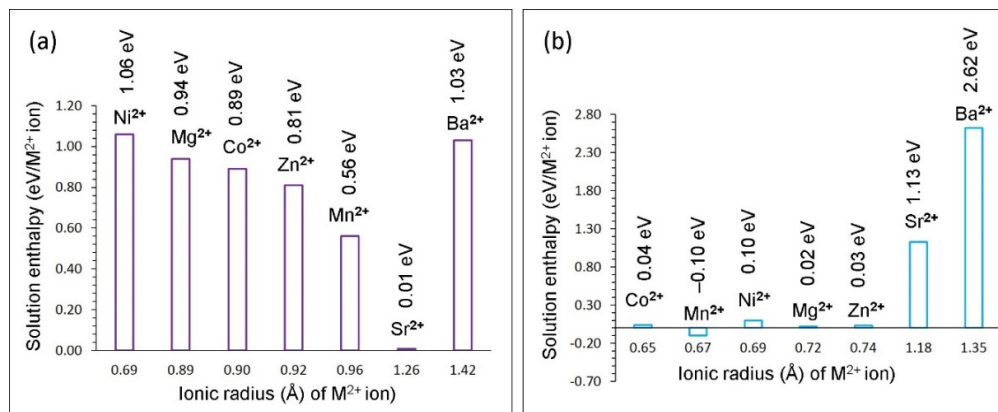 (a)
Solution enthalpy (eV/M²⁺ ion)
1.20
1.00
0.80
0.60
0.40
0.20
0.00
1.06 eV
0.94 eV
0.89 eV
0.81 eV
0.56 eV
0.01 eV
1.03 eV
Ni²⁺
Mg²⁺
Co²⁺
Zn²⁺
Mn²⁺
Sr²⁺
Ba²⁺
0.69 0.89 0.90 0.92 0.96 1.26 1.42
Ionic radius (Å) of M²⁺ ion)
(b)
Solution enthalpy (eV/M²⁺ ion)
2.80
2.30
1.80
1.30
0.80
0.30
-0.20
-0.70
0.04 eV
−0.10 eV
0.10 eV
0.02 eV
0.03 eV
1.13 eV
2.62 eV
Co²⁺
Mn²⁺
Ni²⁺
Mg²⁺
Zn²⁺
Sr²⁺
Ba²⁺
0.65 0.67 0.69 0.72 0.74 1.18 1.35
Ionic radius (Å) of M²⁺ ion)